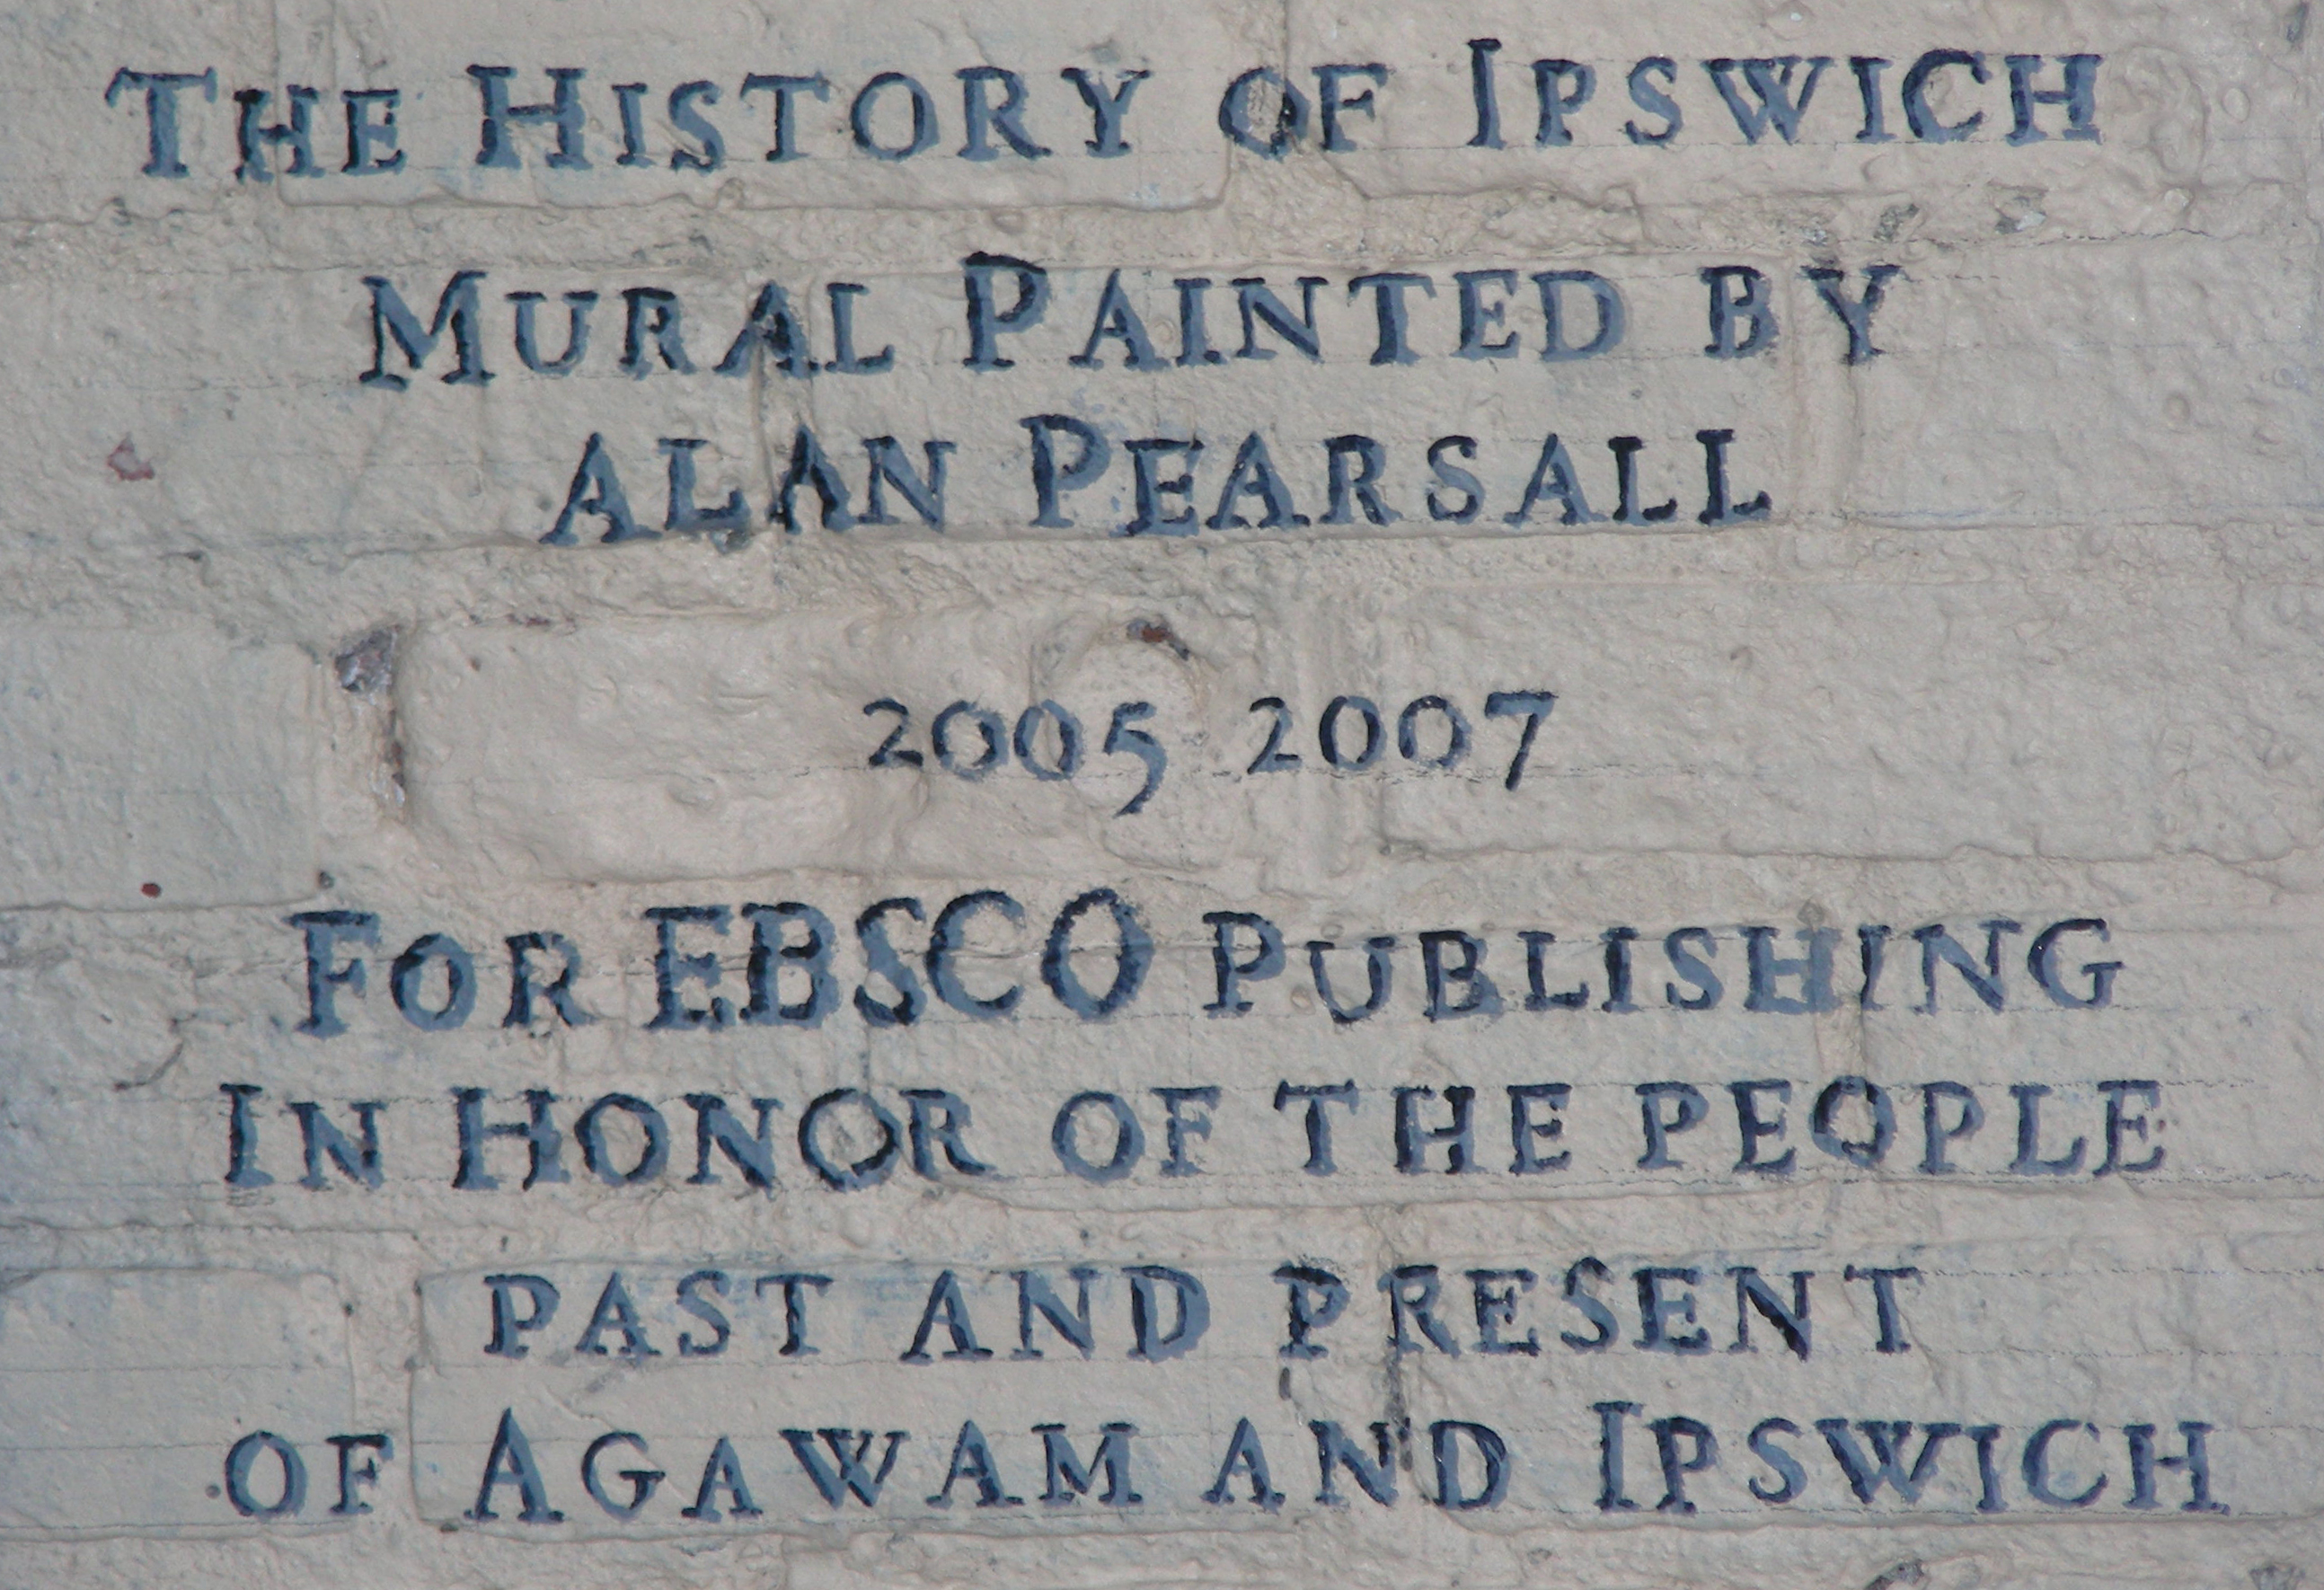 The History of Ipswich
Mural Painted by
Alan Pearsall
2005 2007
For EBSCO Publishing
In Honor of the people
past and present
of Agawam and Ipswich